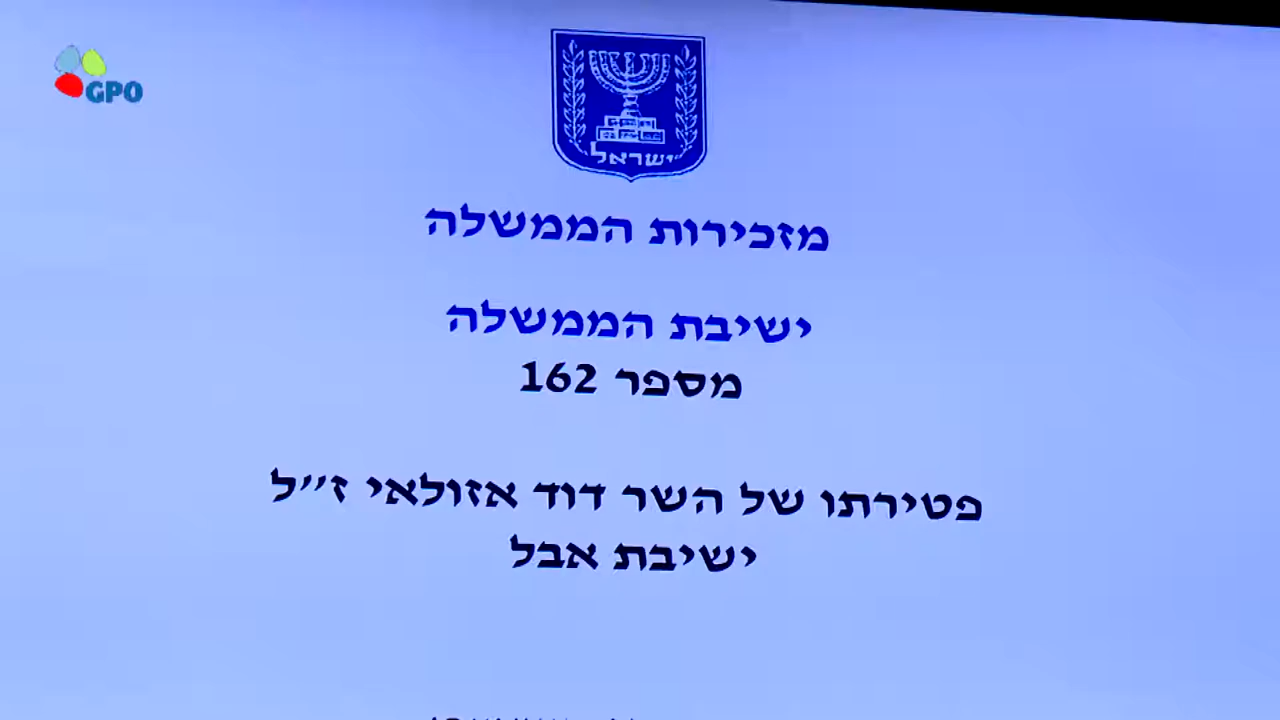 GPO
ישראל
מזכירות הממשלה
ישיבת הממשלה
מספר 162
פטירתו של השר דוד אזולאי ז״ל
ישיבת אבל